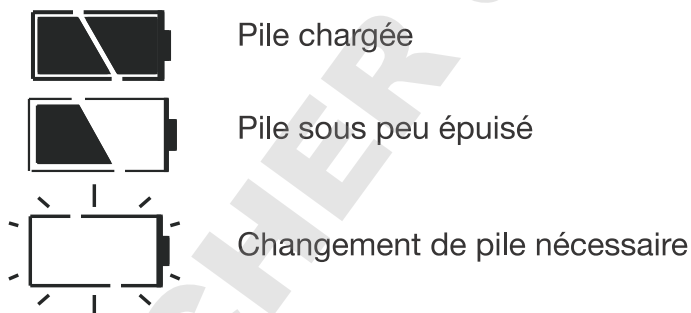 Pile chargée
Pile sous peu épuisé
Changement de pile nécessaire